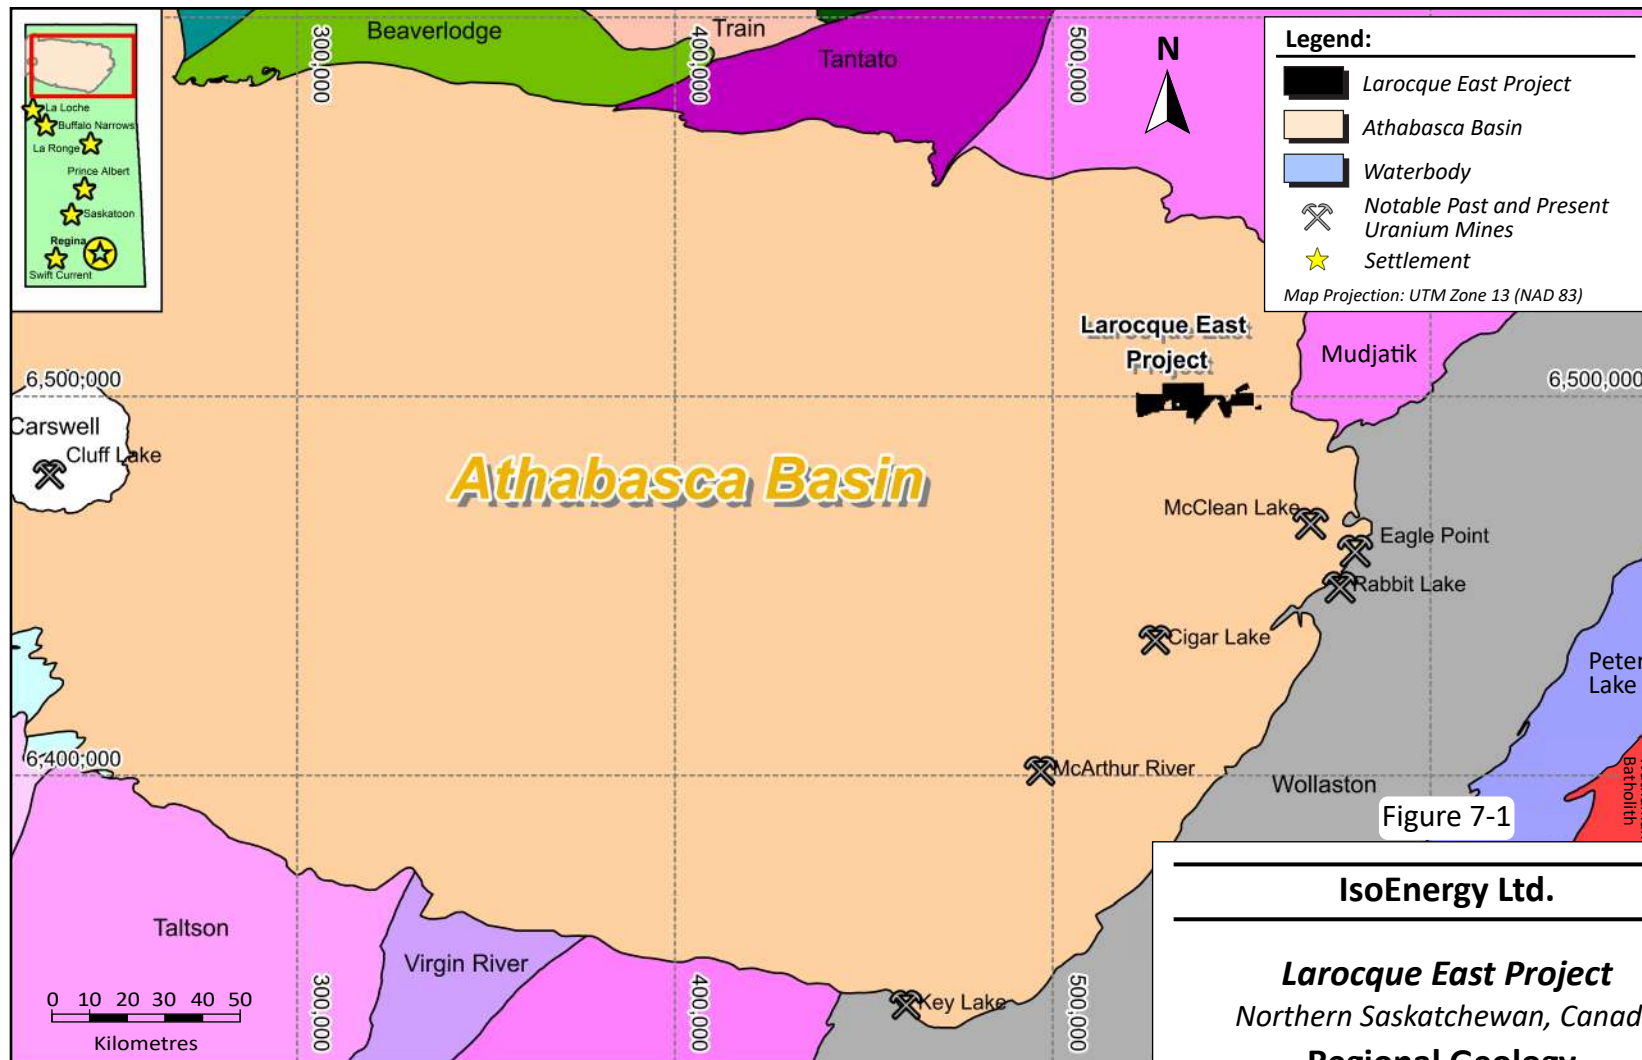 Beaverlodge
Train
Tantato
300,000
400,000
500,000
N
Legend:
Larocque East Project
Athabasca Basin
Waterbody
Notable Past and Present
Uranium Mines
Settlement
Map Projection: UTM Zone 13 (NAD 83)
La Loche
Buffalo Narrows
La Ronge
Prince Albert
Saskatoon
Regina
Swift Current
Larocque East
Project
Mudjatik
6,500,000
6,500,000
Carswell
Cluff Lake
Athabasca Basin
McClean Lake
Eagle Point
Rabbit Lake
Cigar Lake
Peter
Lake
6,400,000
McArthur River
Wollaston
Batholith
Figure 7-1
Taltson
Virgin River
Key Lake
300,000
400,000
500,000
0 10 20 30 40 50
Kilometres
IsoEnergy Ltd.
Larocque East Project
Northern Saskatchewan, Canad
Regional Geology